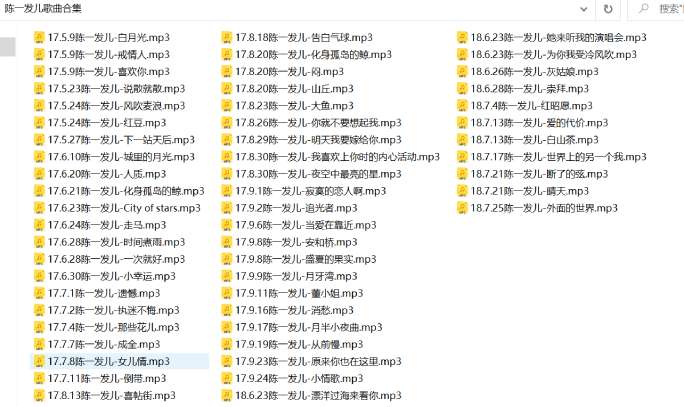 陈一发儿歌曲合集
搜索"
17.5.9陈一发儿-白月光.mp3
17.5.9陈一发儿-戒情人.mp3
17.5.9陈一发儿-喜欢你.mp3
17.5.23陈一发儿-说散就散.mp3
17.5.24陈一发儿-风吹麦浪.mp3
17.5.24陈一发儿-红豆.mp3
17.5.27陈一发儿-下一站天后.mp3
17.6.10陈一发儿-城里的月光.mp3
17.6.20陈一发儿-人质.mp3
17.6.21陈一发儿-化身孤岛的鲸.mp3
17.6.23陈一发儿-City of stars.mp3
17.6.24陈一发儿-走马.mp3
17.6.28陈一发儿-时间煮雨.mp3
17.6.28陈一发儿-一次就好.mp3
17.6.30陈一发儿-小幸运.mp3
17.7.1陈一发儿-遗憾.mp3
17.7.2陈一发儿-执迷不悔.mp3
17.7.4陈一发儿-那些花儿.mp3
17.7.7陈一发儿-成全.mp3
17.7.8陈一发儿-女儿情.mp3
17.7.11陈一发儿-倒带.mp3
17.8.13陈一发儿-喜帖街.mp3
17.8.18陈一发儿-告白气球.mp3
17.8.20陈一发儿-化身孤岛的鲸.mp3
17.8.20陈一发儿-闷.mp3
17.8.20陈一发儿-山丘.mp3
17.8.23陈一发儿-大鱼.mp3
17.8.26陈一发儿-你就不要想起我.mp3
17.8.29陈一发儿-明天我要嫁给你.mp3
17.8.30陈一发儿-我喜欢上你时的内心活动.mp3
17.8.30陈一发儿-夜空中最亮的星.mp3
17.9.1陈一发儿-寂寞的恋人啊.mp3
17.9.2陈一发儿-追光者.mp3
17.9.6陈一发儿-当爱在靠近.mp3
17.9.8陈一发儿-安和桥.mp3
17.9.8陈一发儿-盛夏的果实.mp3
17.9.9陈一发儿-月牙湾.mp3
17.9.11陈一发儿-董小姐.mp3
17.9.16陈一发儿-消愁.mp3
17.9.17陈一发儿-月半小夜曲.mp3
17.9.19陈一发儿-从前慢.mp3
17.9.23陈一发儿-原来你也在这里.mp3
17.9.24陈一发儿-小情歌.mp3
18.6.23陈一发儿-漂洋过海来看你.mp3
18.6.23陈一发儿-她来听我的演唱会.mp3
18.6.23陈一发儿-为你我受冷风吹.mp3
18.6.26陈一发儿-灰姑娘.mp3
18.6.28陈一发儿-崇拜.mp3
18.7.4陈一发儿-红昭愿.mp3
18.7.13陈一发儿-爱的代价.mp3
18.7.13陈一发儿-白山茶.mp3
18.7.17陈一发儿-世界上的另一个我.mp3
18.7.21陈一发儿-断了的弦.mp3
18.7.21陈一发儿-晴天.mp3
18.7.25陈一发儿-外面的世界.mp3